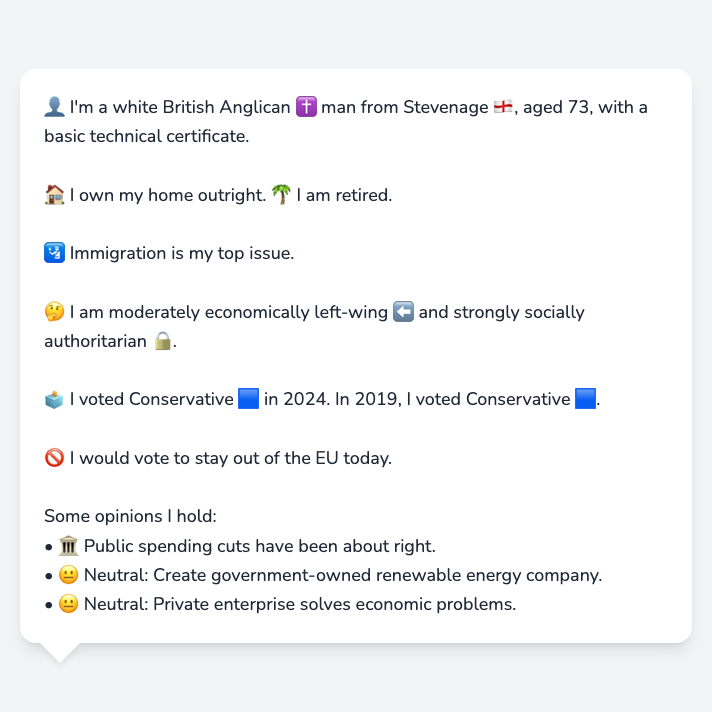 👤 I'm a white British Anglican ✝️ man from Stevenage 🏴󠁧󠁢󠁥󠁮󠁧󠁿, aged 73, with a
basic technical certificate.
🏠 I own my home outright. 🌴 I am retired.
🛂 Immigration is my top issue.
🤔 I am moderately economically left-wing ⬅️ and strongly socially
authoritarian 🔒.
🗳️ I voted Conservative 🟦 in 2024. In 2019, I voted Conservative 🟦.
🚫 I would vote to stay out of the EU today.
Some opinions I hold:
• 🏛️ Public spending cuts have been about right.
• 😐 Neutral: Create government-owned renewable energy company.
• 😐 Neutral: Private enterprise solves economic problems.